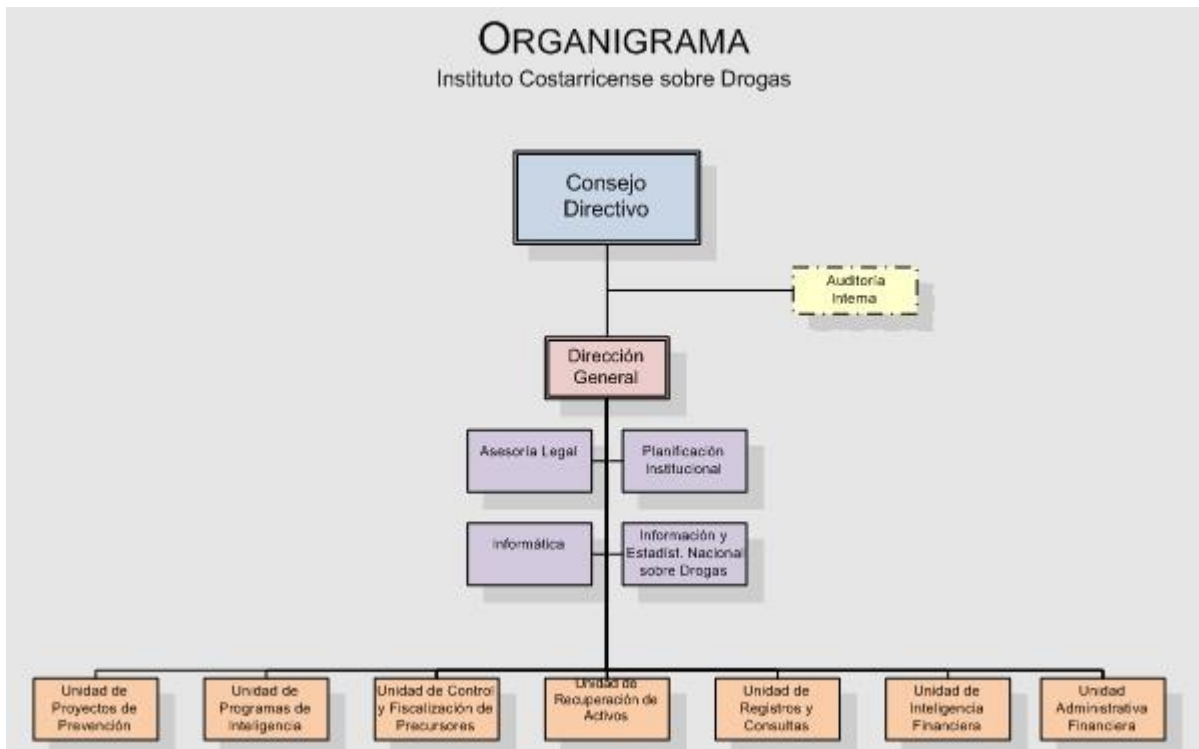 ORGANIGRAMA
Instituto Costarricense sobre Drogas
Consejo
Directivo
Auditoría
Interna
Dirección
General
Asesoría Legal
Planificación
Institucional
Informática
Información y
Estadíst. Nacional
sobre Drogas
Unidad de
Proyectos de
Prevención
Unidad de
Programas de
Inteligencia
Unidad de Control
y Fiscalización de
Precursores
Unidad de
Recuperación de
Activos
Unidad de
Registros y
Consultas
Unidad de
Inteligencia
Financiera
Unidad
Administrativa
Financiera